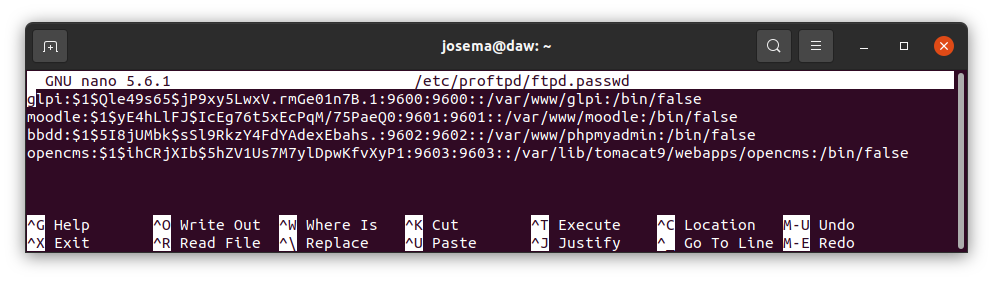 josema@daw: ~
GNU nano 5.6.1 /etc/proftpd/ftpd.passwd
glpi:$1$Qle49s65$jP9xy5LwxV.rmGe01n7B.1:9600:9600::/var/www/glpi:/bin/false
moodle:$1$yE4hLlFJ$IcEg76t5xEcPqM/75PaeQ0:9601:9601::/var/www/moodle:/bin/false
bbdd:$1$5I8jUMbk$sSl9RkzY4FdYAdexEbahs.:9602:9602::/var/www/phpmyadmin:/bin/false
opencms:$1$ihCRjXIb$5hZV1Us7M7ylDpwKfvXyP1:9603:9603::/var/lib/tomacat9/webapps/opencms:/bin/false
^G Help ^O Write Out ^W Where Is ^K Cut ^T Execute ^C Location M-U Undo
^X Exit ^R Read File ^\ Replace ^U Paste ^J Justify ^_ Go To Line M-E Redo